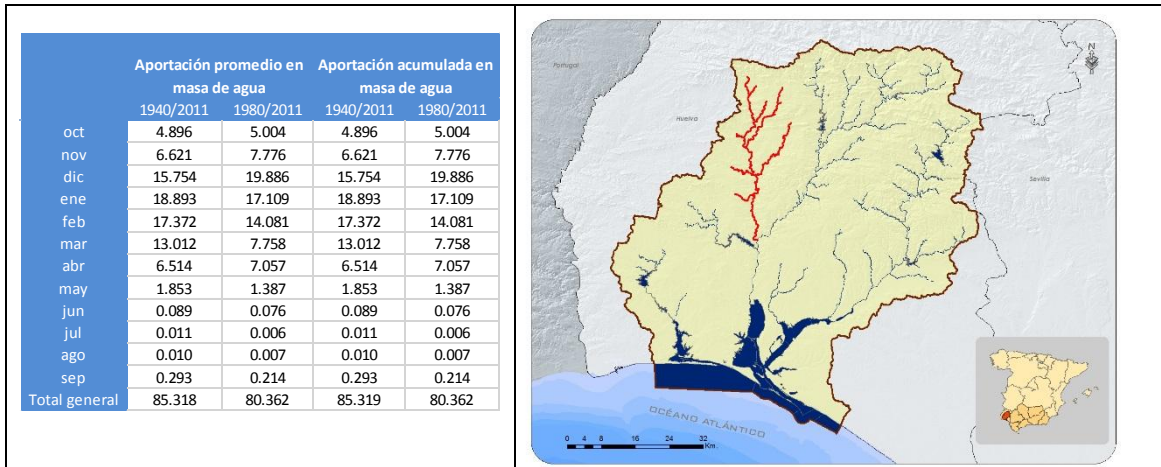 Aportación promedio en masa de agua Aportación acumulada en masa de agua
1940/2011 1980/2011 1940/2011 1980/2011
oct 4.896 5.004 4.896 5.004
nov 6.621 7.776 6.621 7.776
dic 15.754 19.886 15.754 19.886
ene 18.893 17.109 18.893 17.109
feb 17.372 14.081 17.372 14.081
mar 13.012 7.758 13.012 7.758
abr 6.514 7.057 6.514 7.057
may 1.853 1.387 1.853 1.387
jun 0.089 0.076 0.089 0.076
jul 0.011 0.006 0.011 0.006
ago 0.010 0.007 0.010 0.007
sep 0.293 0.214 0.293 0.214
Total general 85.318 80.362 85.319 80.362
N
Portugal
Huelva
Sevilla
OCÉANO ATLÁNTICO
0 4 8 16 24 32
Km.